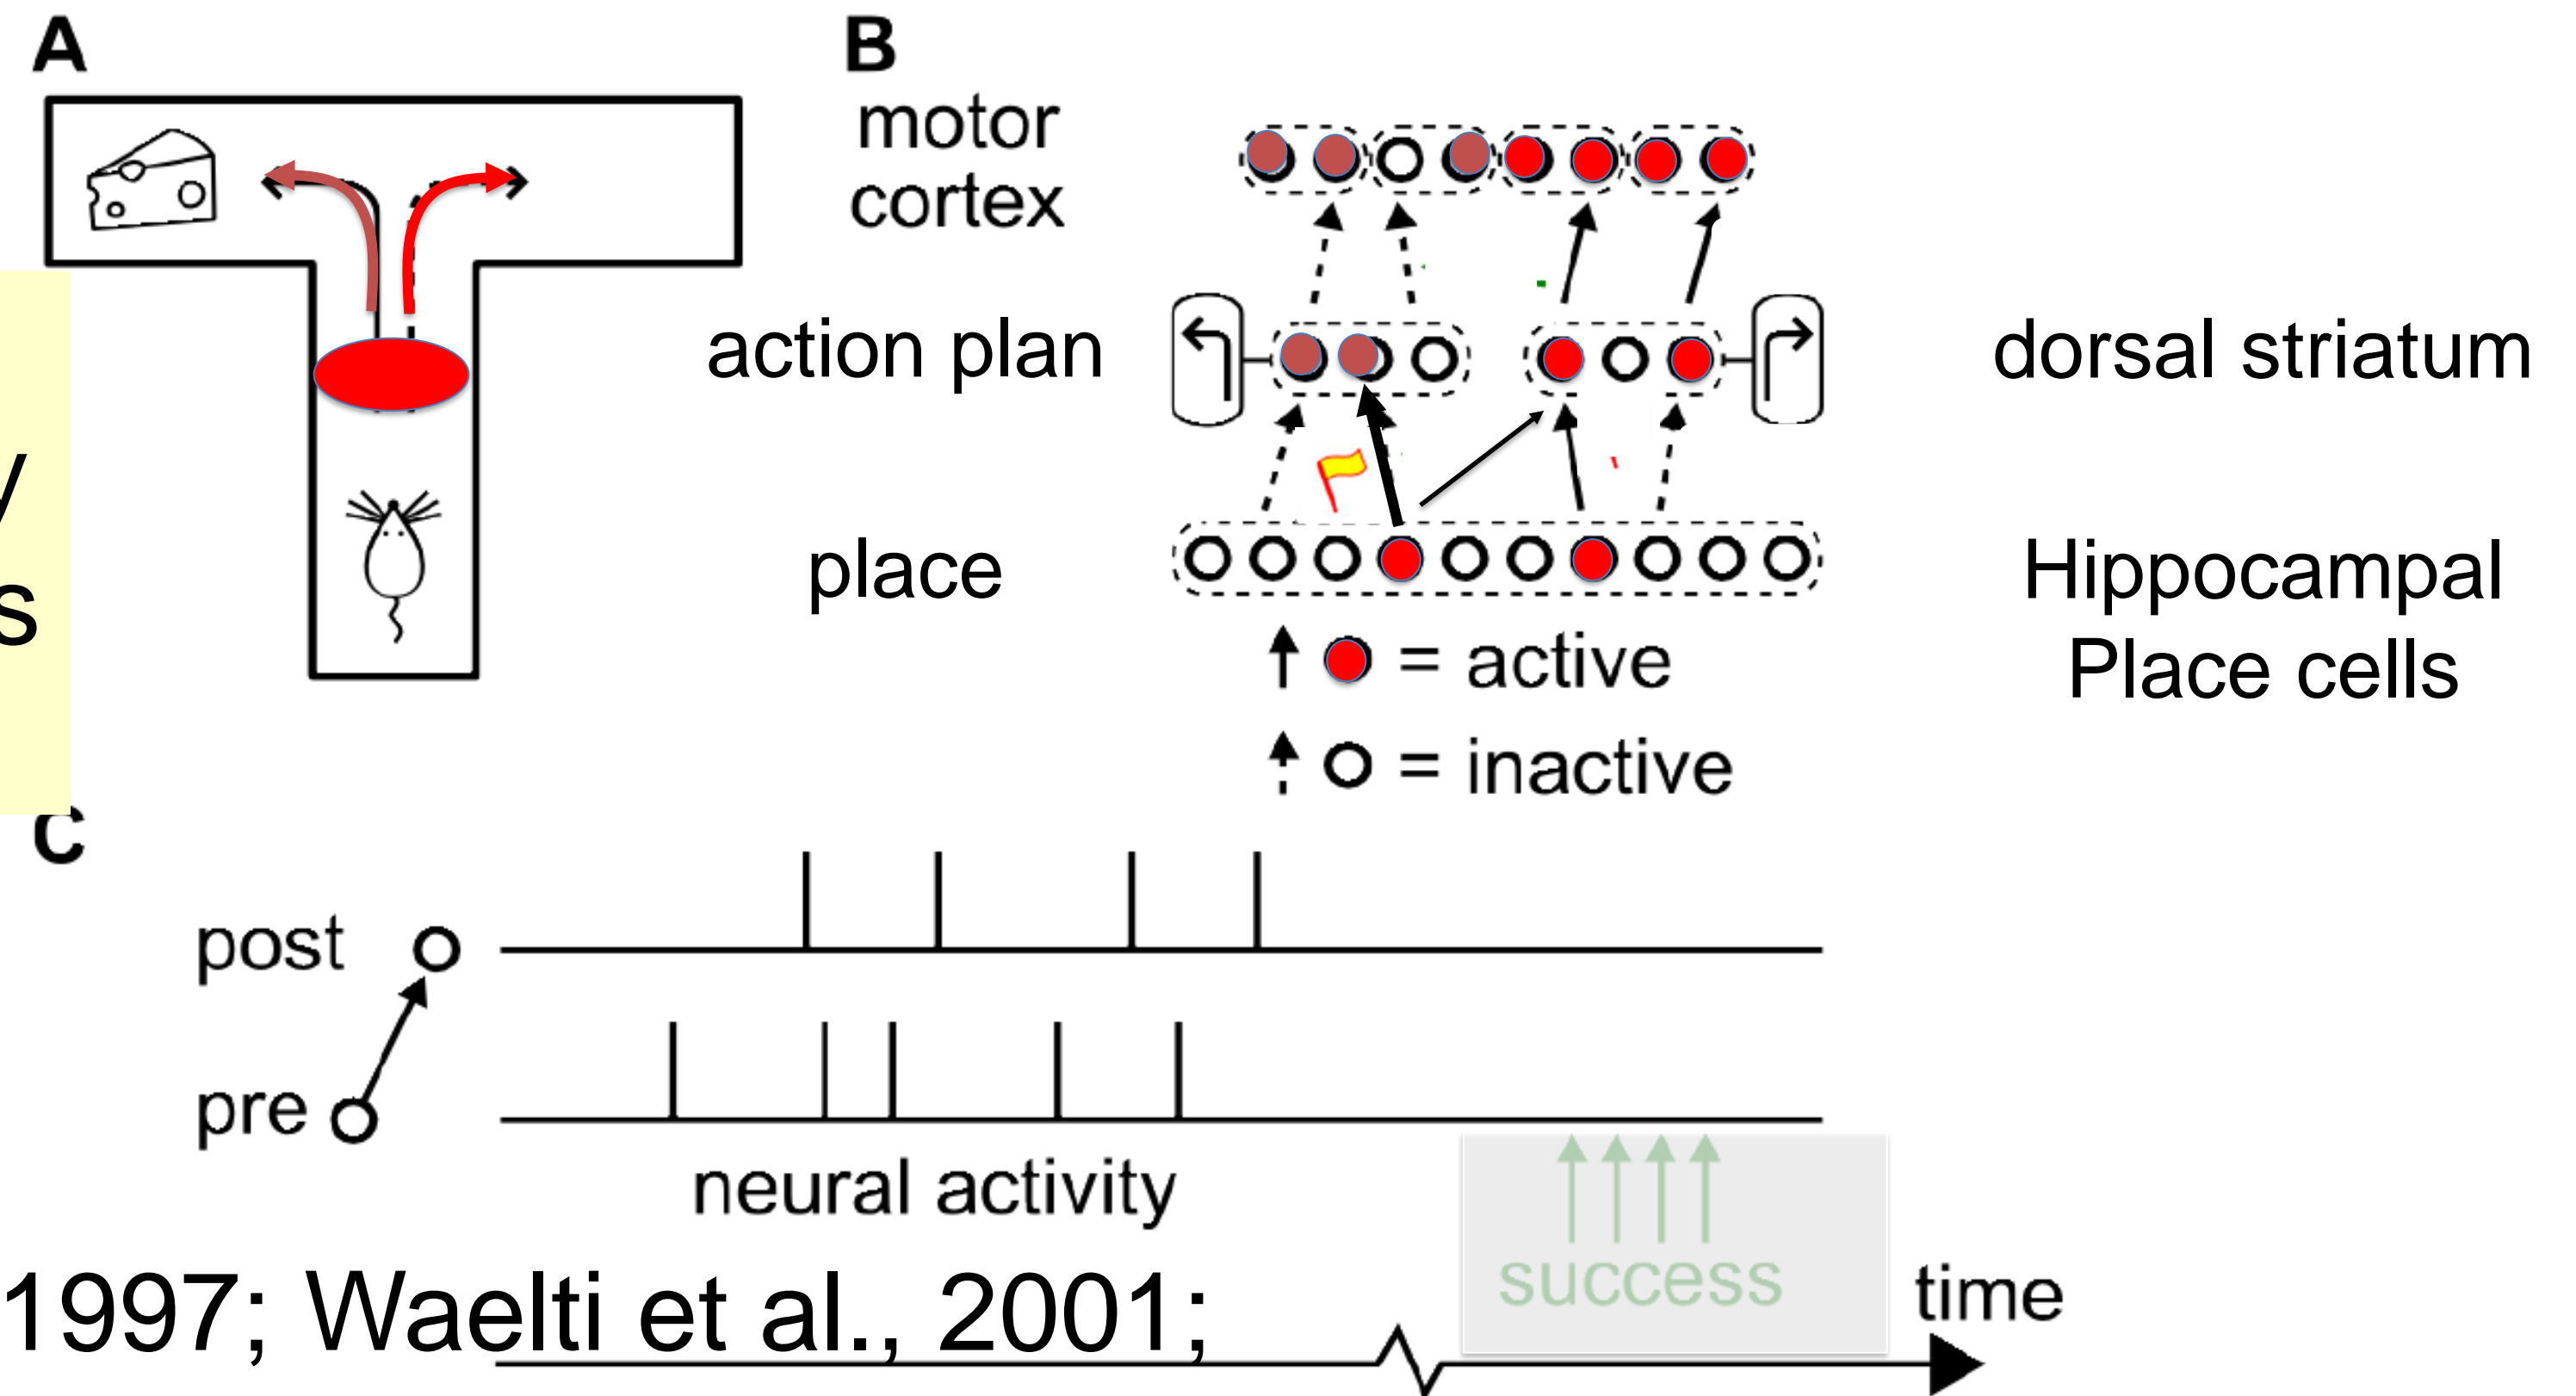 A
B
motor
cortex
action plan
dorsal striatum
y
s
place
Hippocampal
Place cells
= active
= inactive
C
post
pre
neural activity
success
time
1997; Waelti et al., 2001;